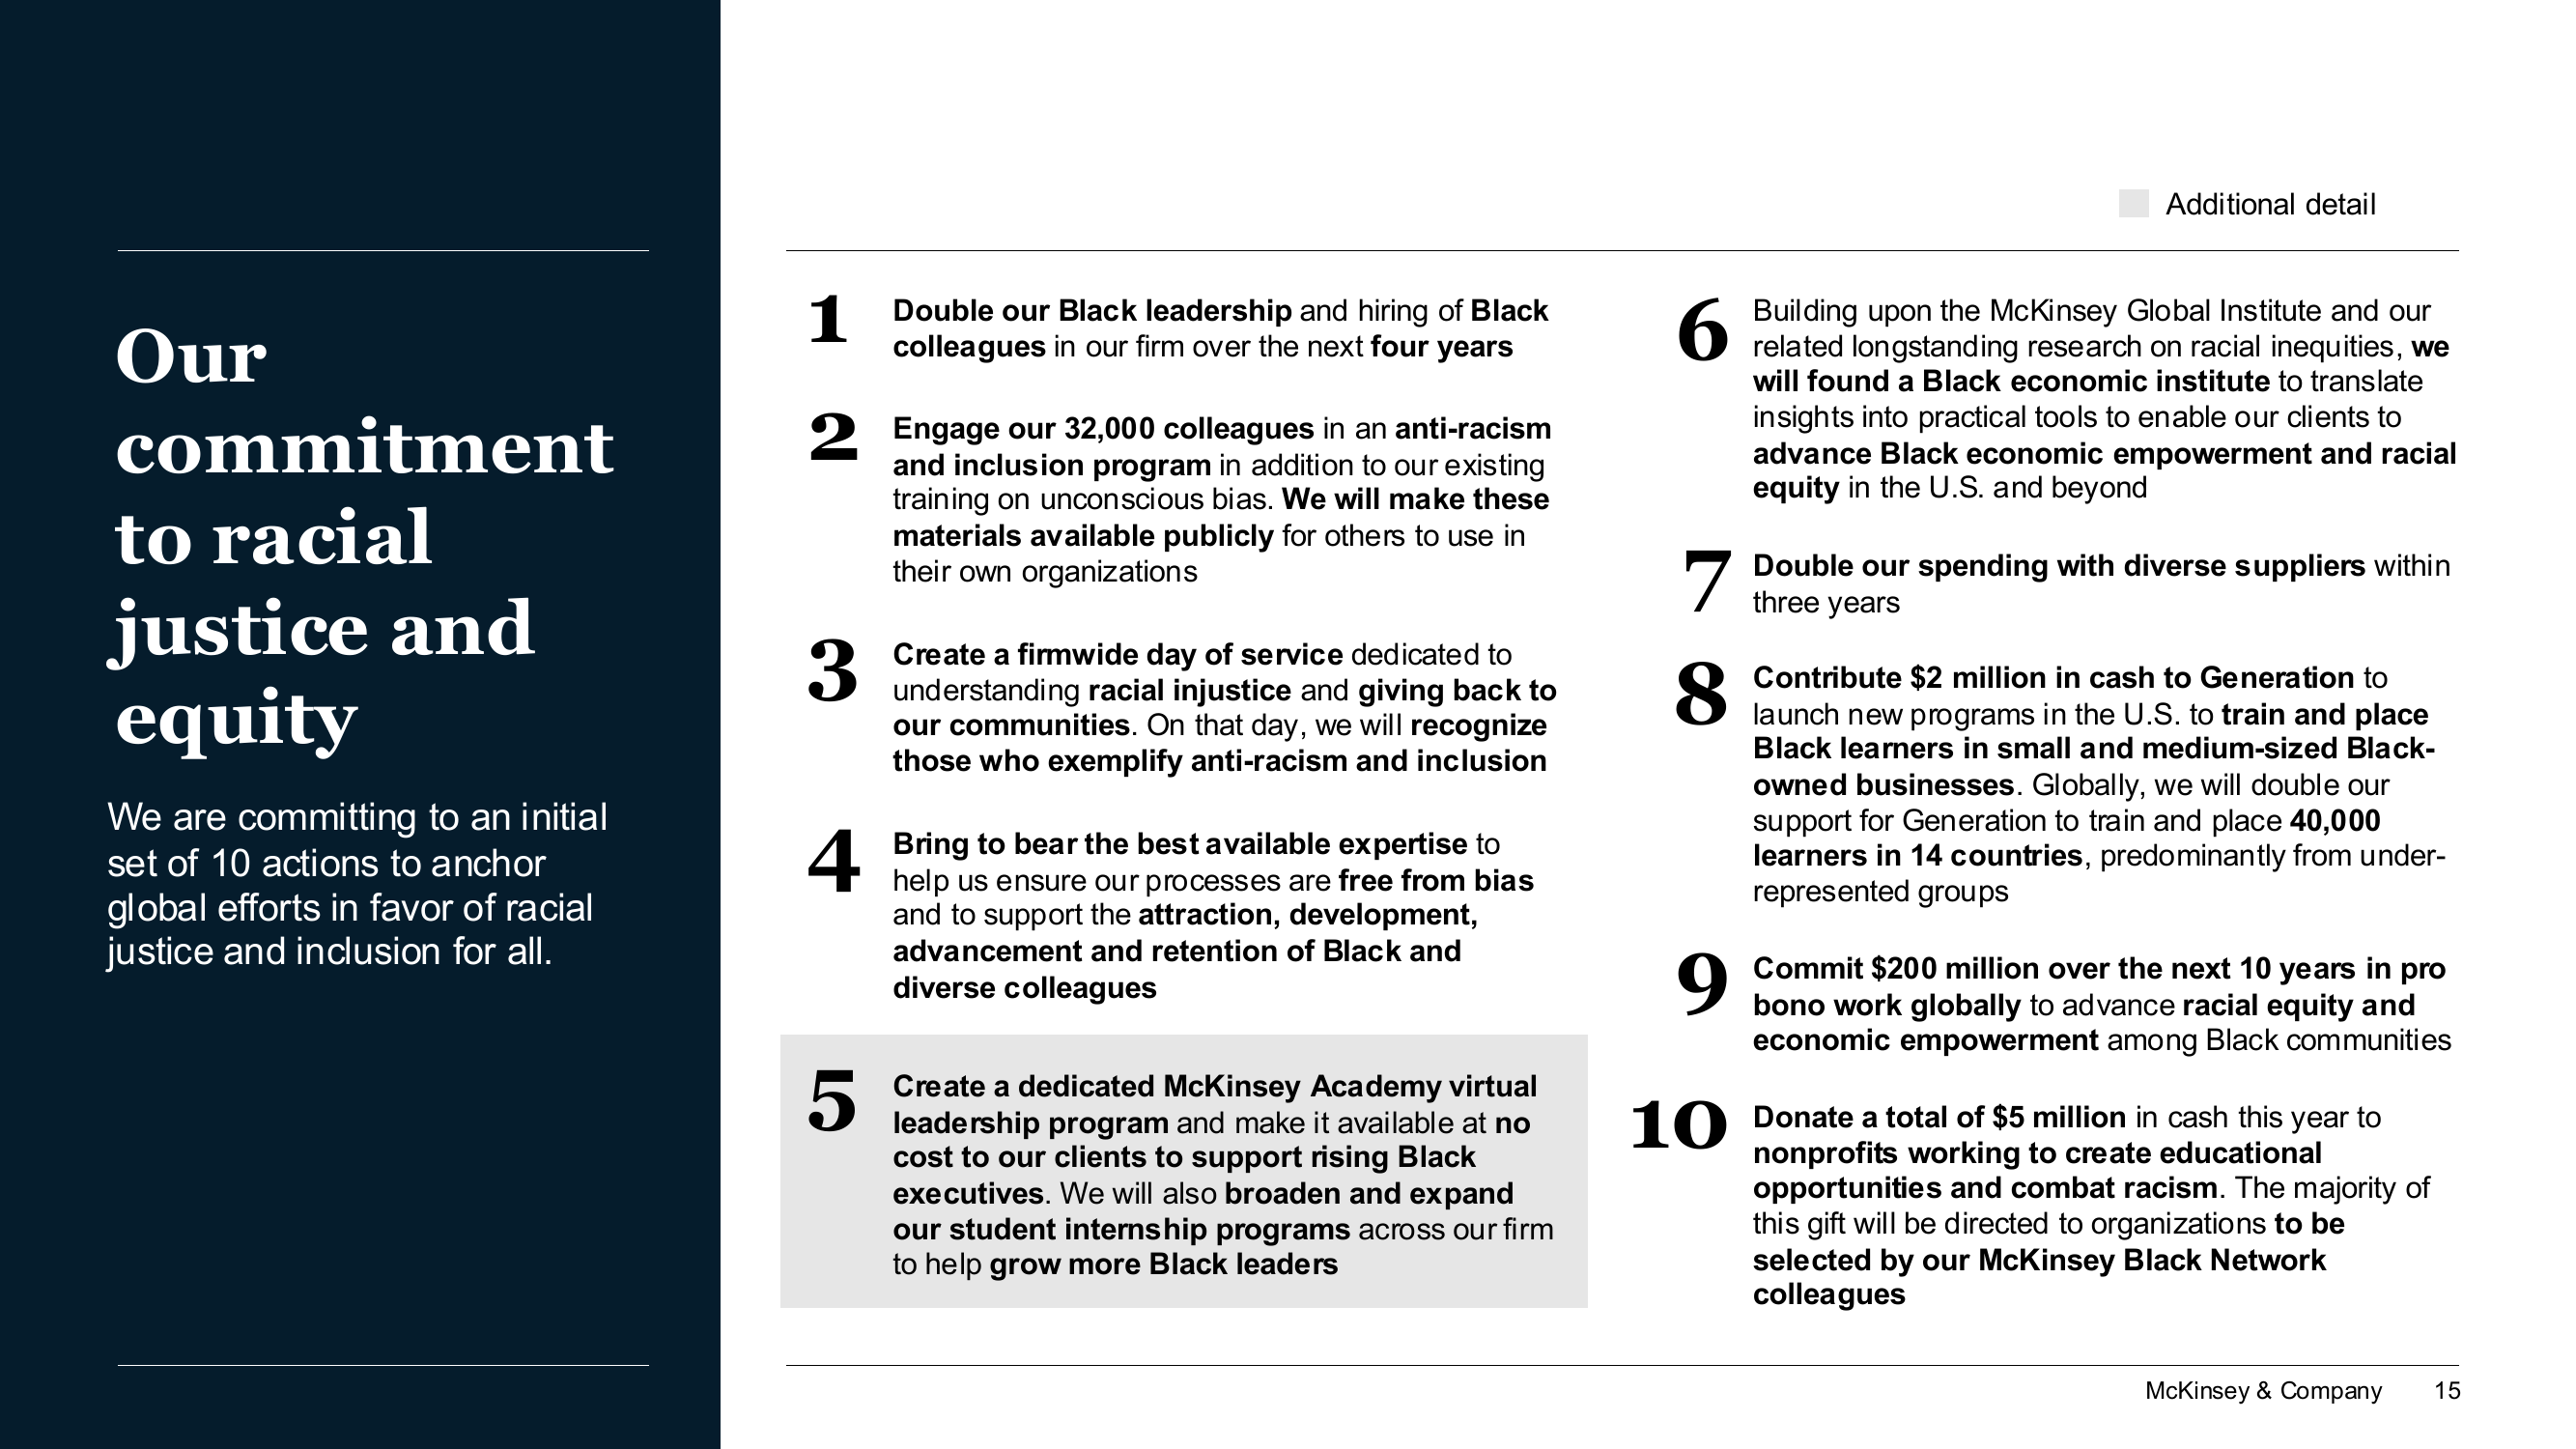 Our
commitment
to racial
justice and
equity
We are committing to an initial
set of 10 actions to anchor
global efforts in favor of racial
justice and inclusion for all.
Additional detail
1
Double our Black leadership and hiring of Black
colleagues in our firm over the next four years
2
Engage our 32,000 colleagues in an anti-racism
and inclusion program in addition to our existing
training on unconscious bias. We will make these
materials available publicly for others to use in
their own organizations
3
Create a firmwide day of service dedicated to
understanding racial injustice and giving back to
our communities. On that day, we will recognize
those who exemplify anti-racism and inclusion
4
Bring to bear the best available expertise to
help us ensure our processes are free from bias
and to support the attraction, development,
advancement and retention of Black and
diverse colleagues
5
Create a dedicated McKinsey Academy virtual
leadership program and make it available at no
cost to our clients to support rising Black
executives. We will also broaden and expand
our student internship programs across our firm
to help grow more Black leaders
6
Building upon the McKinsey Global Institute and our
related longstanding research on racial inequities, we
will found a Black economic institute to translate
insights into practical tools to enable our clients to
advance Black economic empowerment and racial
equity in the U.S. and beyond
7
Double our spending with diverse suppliers within
three years
8
Contribute $2 million in cash to Generation to
launch new programs in the U.S. to train and place
Black learners in small and medium-sized Black-
owned businesses. Globally, we will double our
support for Generation to train and place 40,000
learners in 14 countries, predominantly from under-
represented groups
9
Commit $200 million over the next 10 years in pro
bono work globally to advance racial equity and
economic empowerment among Black communities
10
Donate a total of $5 million in cash this year to
nonprofits working to create educational
opportunities and combat racism. The majority of
this gift will be directed to organizations to be
selected by our McKinsey Black Network
colleagues
McKinsey & Company 15